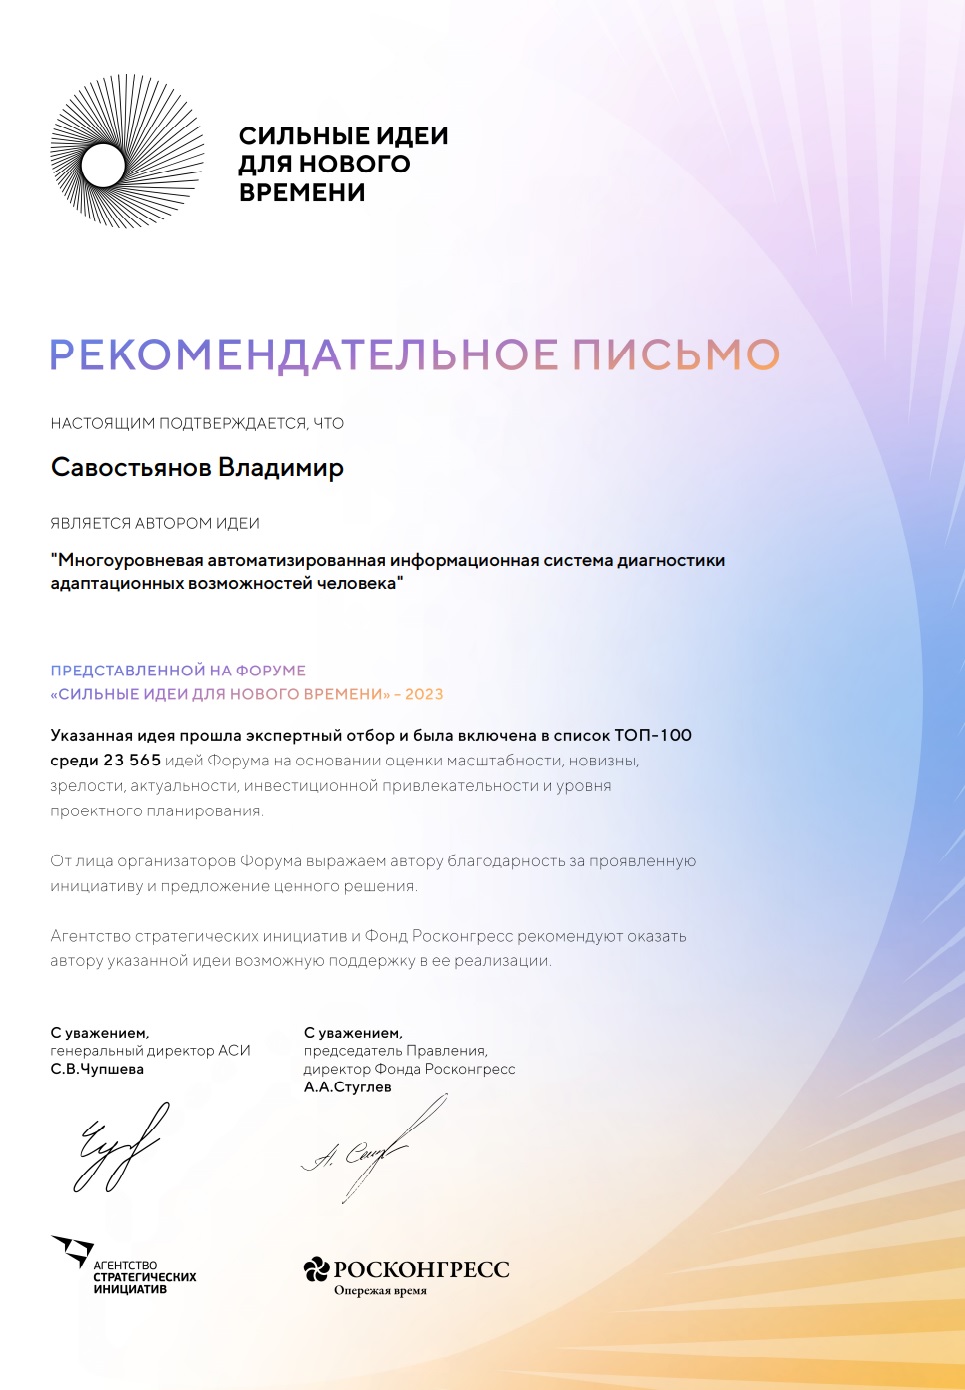 СИЛЬНЫЕ ИДЕИ
ДЛЯ НОВОГО
ВРЕМЕНИ
РЕКОМЕНДАТЕЛЬНОЕ ПИСЬМО
НАСТОЯЩИМ ПОДТВЕРЖДАЕТСЯ, ЧТО
Савостьянов Владимир
ЯВЛЯЕТСЯ АВТОРОМ ИДЕИ
"Многоуровневая автоматизированная информационная система диагностики
адаптационных возможностей человека"
ПРЕДСТАВЛЕННОЙ НА ФОРУМЕ
«СИЛЬНЫЕ ИДЕИ ДЛЯ НОВОГО ВРЕМЕНИ» – 2023
Указанная идея прошла экспертный отбор и была включена в список ТОП-100
среди 23 565 идей Форума на основании оценки масштабности, новизны,
зрелости, актуальности, инвестиционной привлекательности и уровня
проектного планирования.
От лица организаторов Форума выражаем автору благодарность за проявленную
инициативу и предложение ценного решения.
Агентство стратегических инициатив и Фонд Росконгресс рекомендуют оказать
автору указанной идеи возможную поддержку в ее реализации.
С уважением,
генеральный директор АСИ
С.В.Чупшева
С уважением,
председатель Правления,
директор Фонда Росконгресс
А.А.Стуглев
АГЕНТСТВО
СТРАТЕГИЧЕСКИХ
ИНИЦИАТИВ
РОСКОНГРЕСС
Опережая время